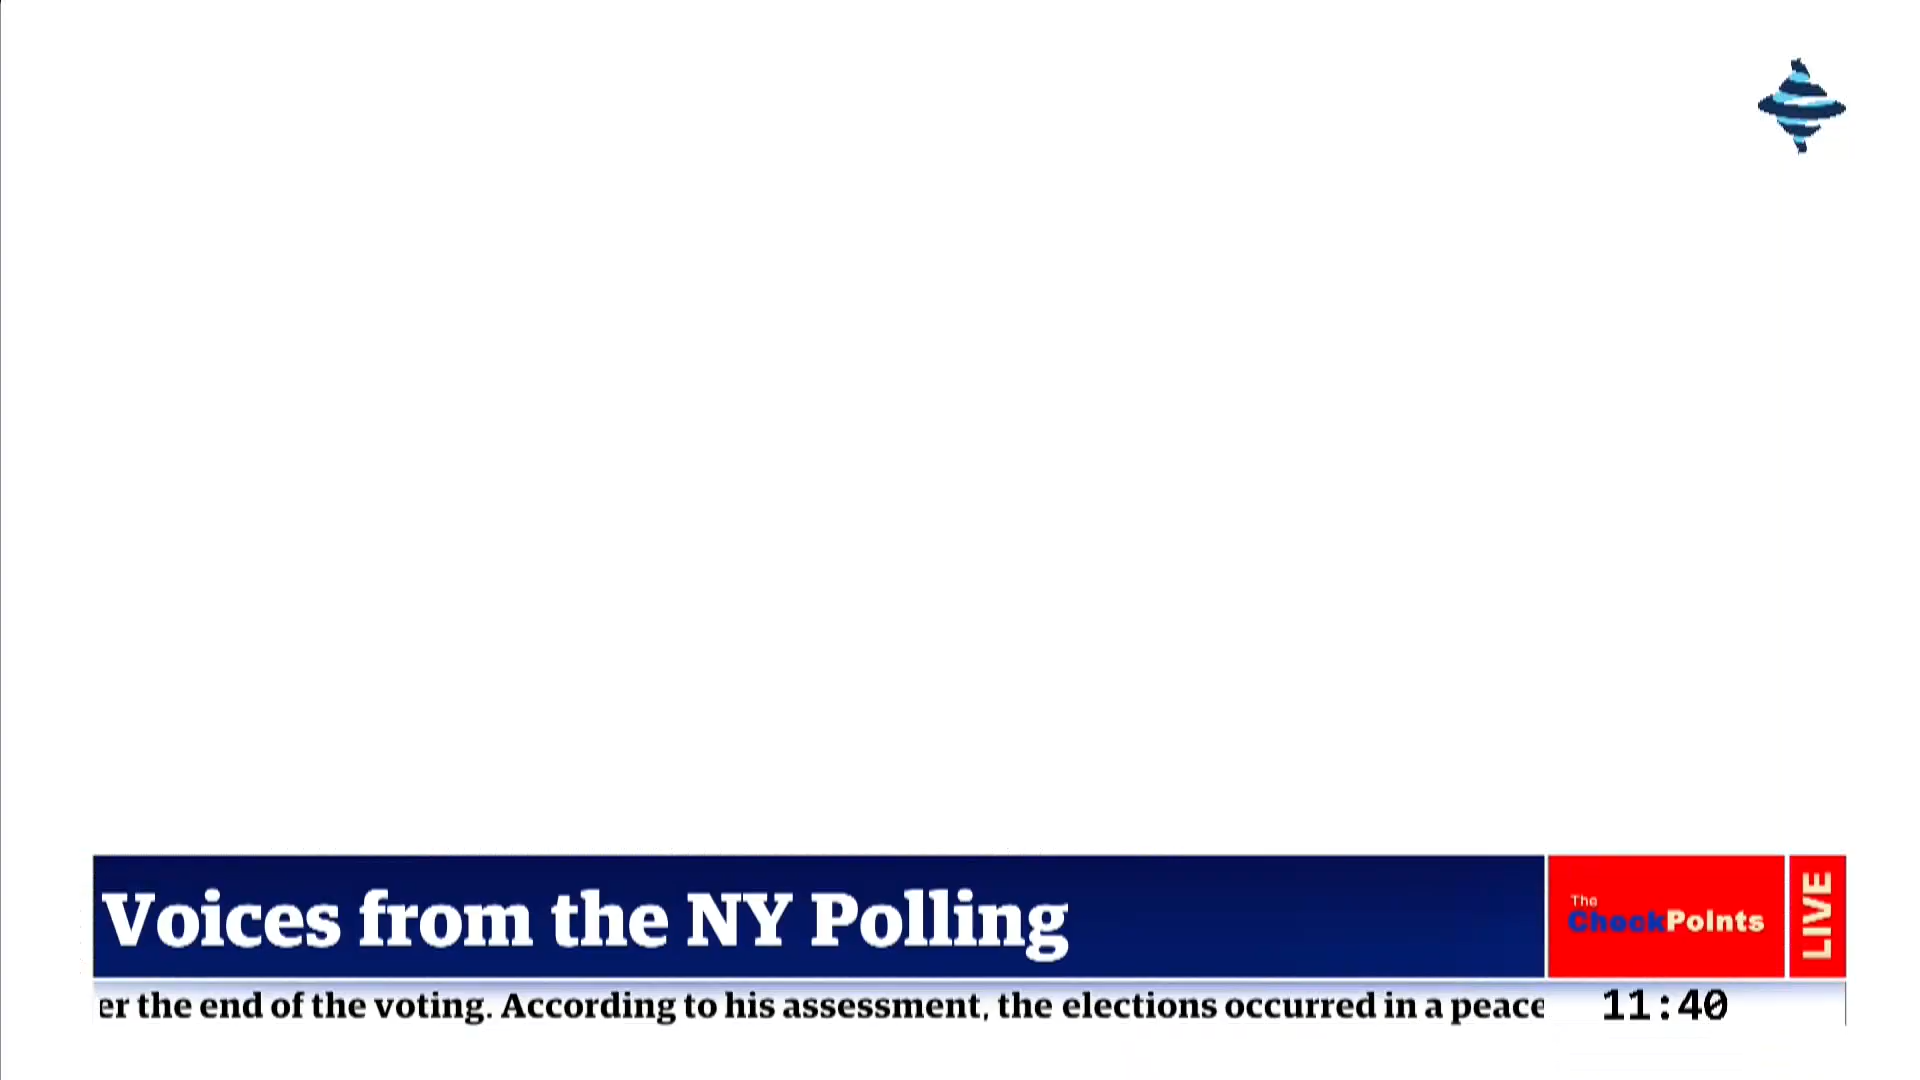 Voices from the NY Polling
The
CheckPoints
LIVE
er the end of the voting. According to his assessment, the elections occurred in a peace
11:40